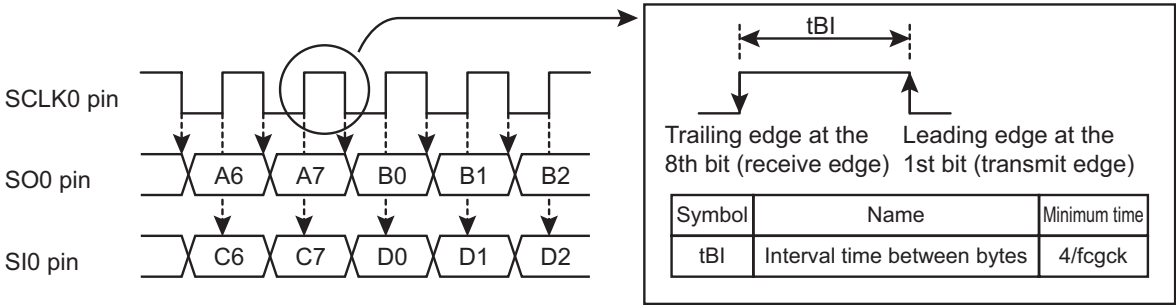 tBI
SCLK0 pin
Trailing edge at the Leading edge at the
8th bit (receive edge) 1st bit (transmit edge)
SO0 pin A6 A7 B0 B1 B2
Symbol Name Minimum time
tBI Interval time between bytes 4/fcgck
SI0 pin C6 C7 D0 D1 D2